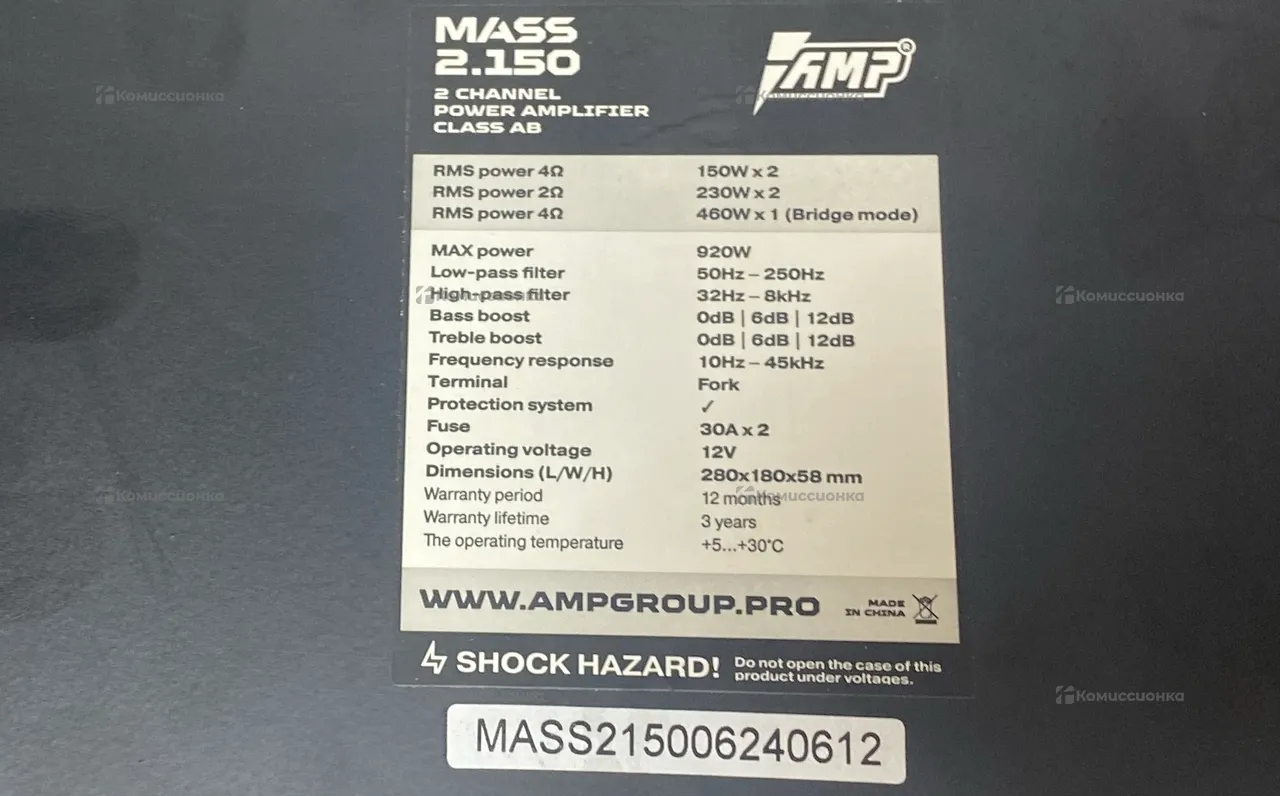 MASS
2.150
2 CHANNEL
POWER AMPLIFIER
CLASS AB
AMP®
RMS power 4Ω 150W x 2
RMS power 2Ω 230W x 2
RMS power 4Ω 460W x 1 (Bridge mode)
MAX power 920W
Low-pass filter 50Hz – 250Hz
High-pass filter 32Hz – 8kHz
Bass boost 0dB | 6dB | 12dB
Treble boost 0dB | 6dB | 12dB
Frequency response 10Hz – 45kHz
Terminal Fork
Protection system ✓
Fuse 30A x 2
Operating voltage 12V
Dimensions (L/W/H) 280x180x58 mm
Warranty period 12 months
Warranty lifetime 3 years
The operating temperature +5...+30°C
WWW.AMPGROUP.PRO
MADE
IN CHINA
SHOCK HAZARD!
Do not open the case of this
product under voltages.
MASS215006240612
Комиссионка
Комиссионка
Комиссионка
Комиссионка
Комиссионка
Комиссионка
Комиссионка